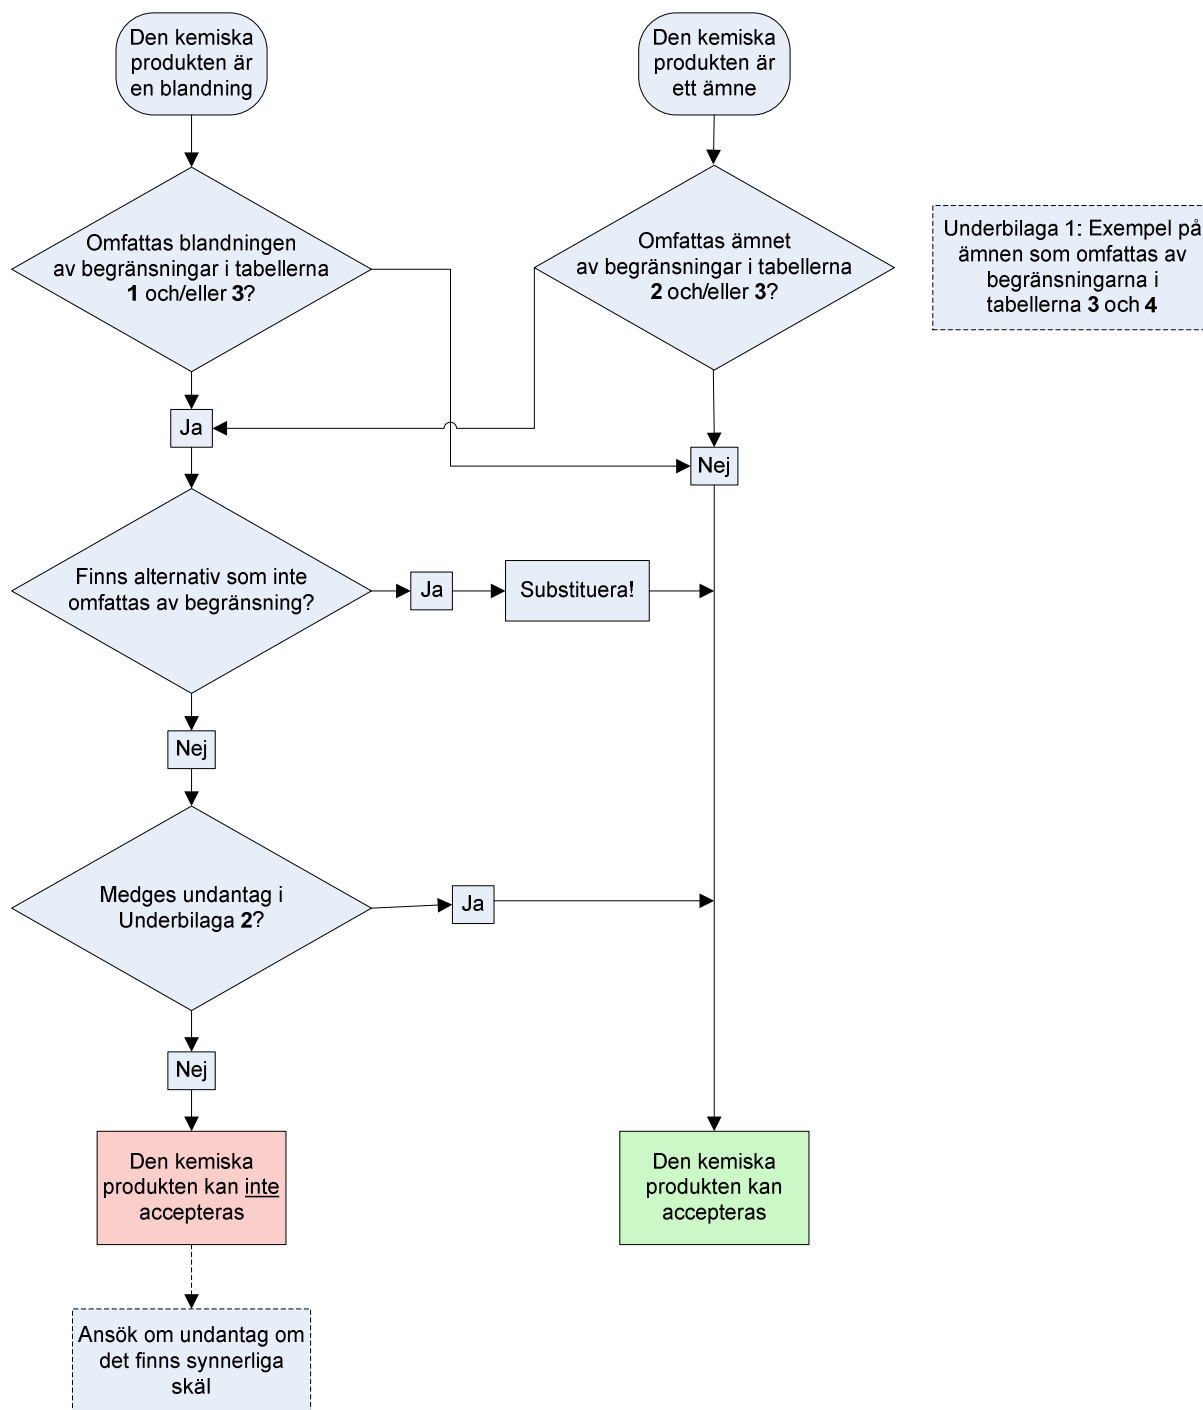 Den kemiska
produkten är
en blandning
Den kemiska
produkten är
ett ämne
Omfattas blandningen
av begränsningar i tabellerna
1 och/eller 3?
Omfattas ämnet
av begränsningar i tabellerna
2 och/eller 3?
Underbilaga 1: Exempel på
ämnen som omfattas av
begränsningarna i
tabellerna 3 och 4
Ja
Nej
Finns alternativ som inte
omfattas av begränsning?
Ja
Substituera!
Nej
Medges undantag i
Underbilaga 2?
Ja
Nej
Den kemiska
produkten kan inte
accepteras
Den kemiska
produkten kan
accepteras
Ansök om undantag om
det finns synnerliga
skäl